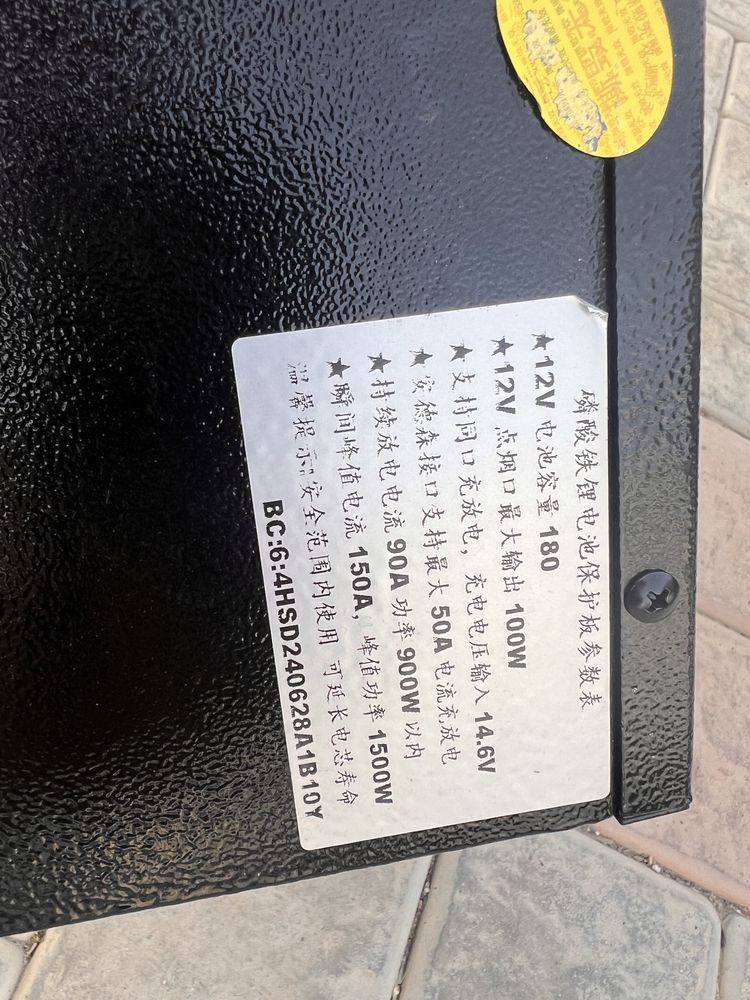 磷酸铁锂电池保护板参数表
★12V 电池容量 180
★12V 点烟口最大输出 100W
★支持同口充放电，充电电压输入 14.6V
★安德森接口支持最大 50A 电流充放电
★持续放电电流 90A 功率 900W 以内
★瞬间峰值电流 150A，峰值功率 1500W
温馨提示"安全范围内使用 可延长电芯寿命
BC:6:4HSD240628A1B10Y